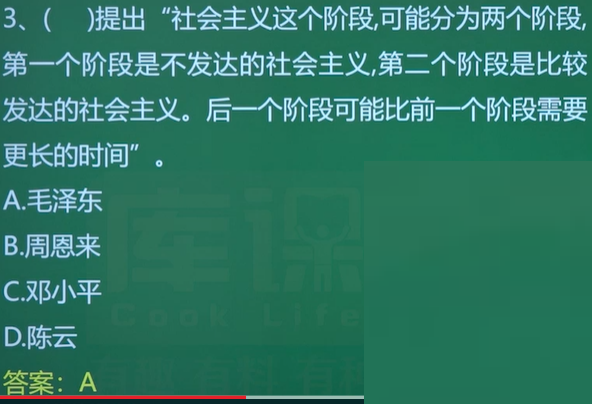 3、(　)提出“社会主义这个阶段,可能分为两个阶段,
第一个阶段是不发达的社会主义,第二个阶段是比较
发达的社会主义。后一个阶段可能比前一个阶段需要
更长的时间”。
A.毛泽东
B.周恩来
库课
C.邓小平
Cook Life
D.陈云
有趣 有料 有
答案：A